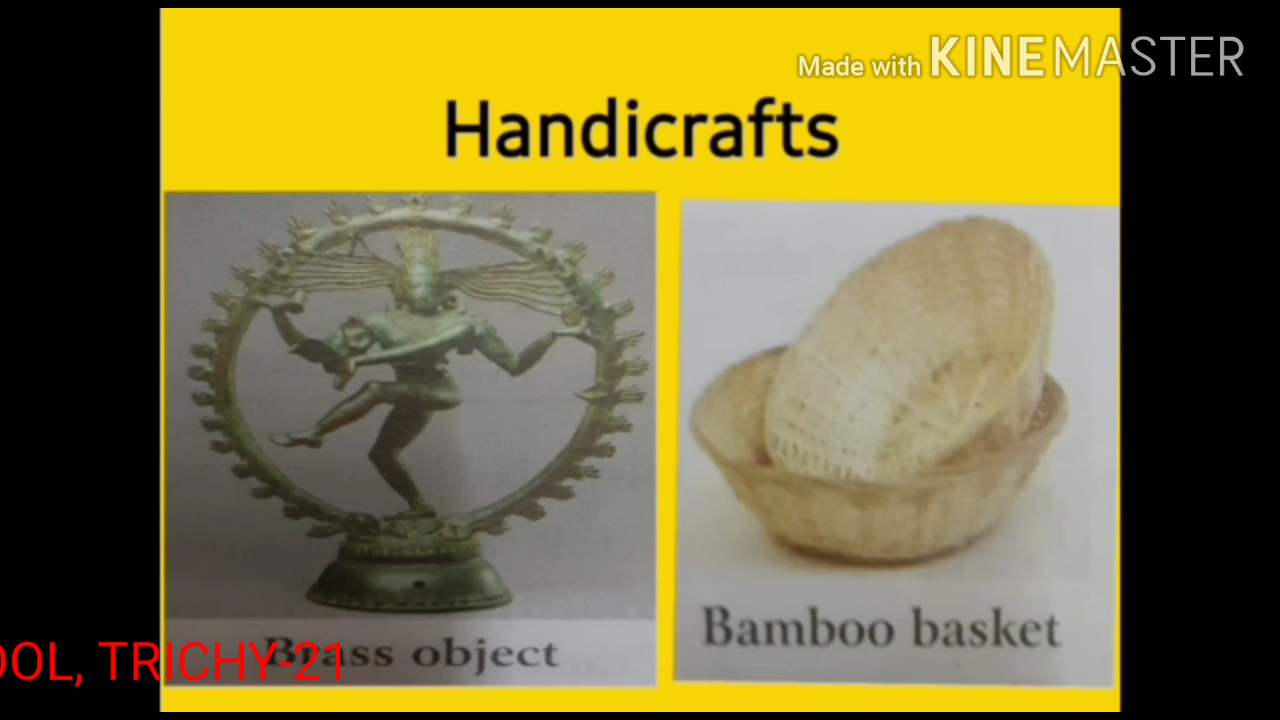 Made with KINEMASTER
Handicrafts
Brass object
Bamboo basket
OOL, TRICHY-21